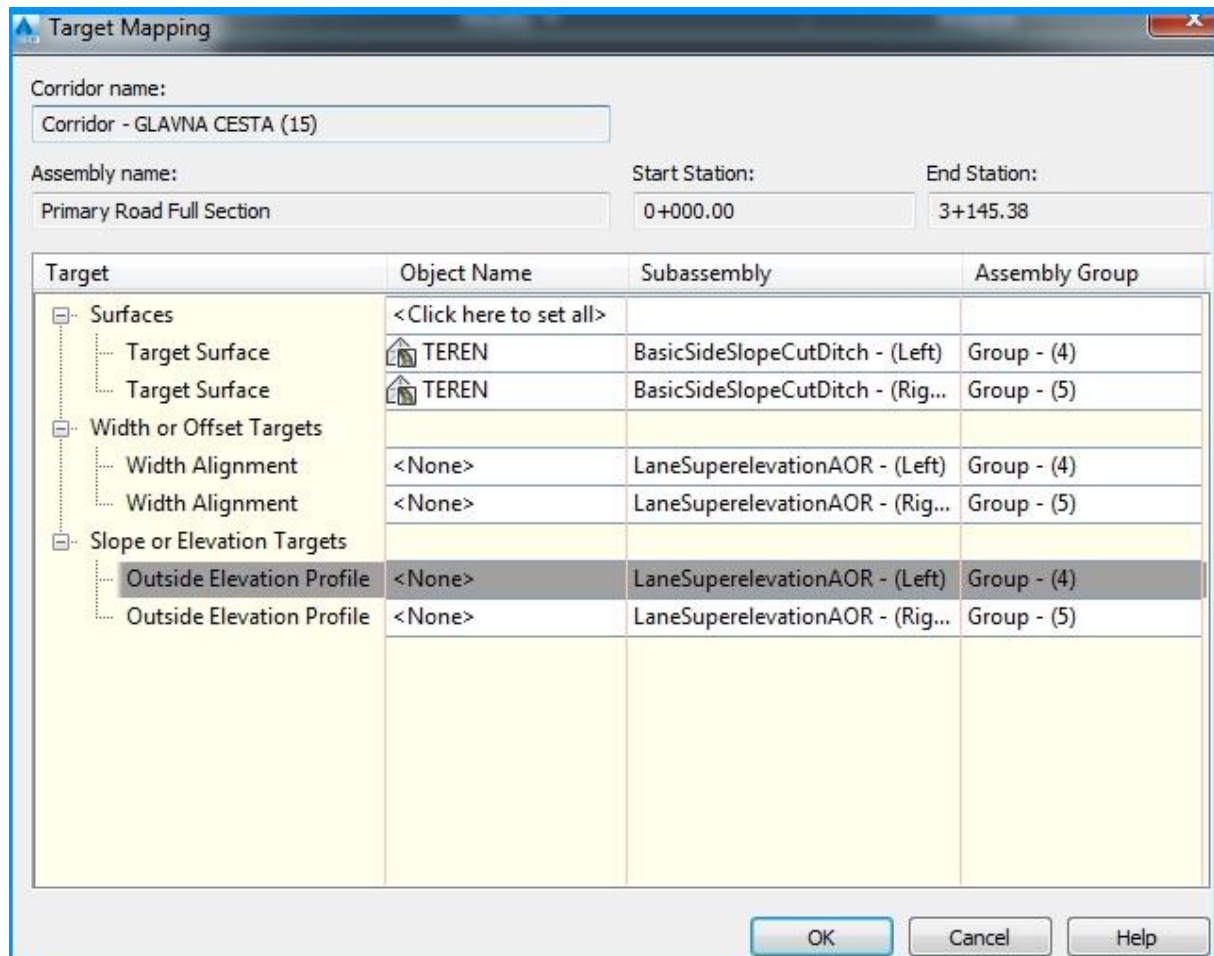 Target Mapping
Corridor name:
Corridor - GLAVNA CESTA (15)
Assembly name: Start Station: End Station:
Primary Road Full Section 0+000.00 3+145.38
Target Object Name Subassembly Assembly Group
Surfaces <Click here to set all>
Target Surface TEREN BasicSideSlopeCutDitch - (Left) Group - (4)
Target Surface TEREN BasicSideSlopeCutDitch - (Rig... Group - (5)
Width or Offset Targets
Width Alignment <None> LaneSuperelevationAOR - (Left) Group - (4)
Width Alignment <None> LaneSuperelevationAOR - (Rig... Group - (5)
Slope or Elevation Targets
Outside Elevation Profile <None> LaneSuperelevationAOR - (Left) Group - (4)
Outside Elevation Profile <None> LaneSuperelevationAOR - (Rig... Group - (5)
OK Cancel Help